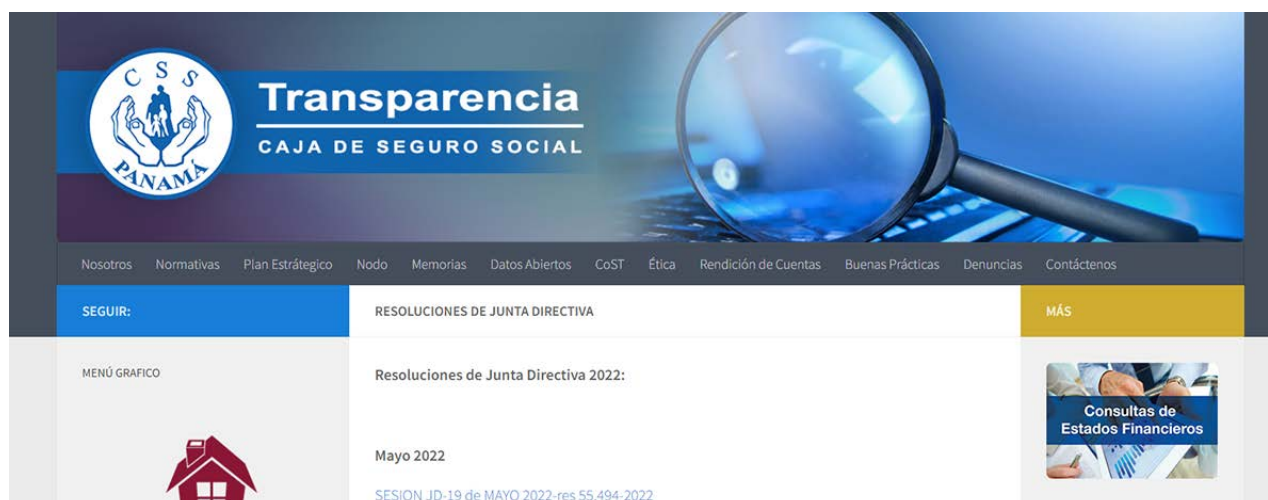 CSS
PANAMÁ
Transparencia
CAJA DE SEGURO SOCIAL
Nosotros Normativas Plan Estrátegico Nodo Memorias Datos Abiertos CoST Ética Rendición de Cuentas Buenas Prácticas Denuncias Contáctenos
SEGUIR:
RESOLUCIONES DE JUNTA DIRECTIVA
MÁS
MENÚ GRAFICO
Resoluciones de Junta Directiva 2022:
Consultas de
Estados Financieros
Mayo 2022
SESION JD-19 de MAYO 2022-res 55.494-2022